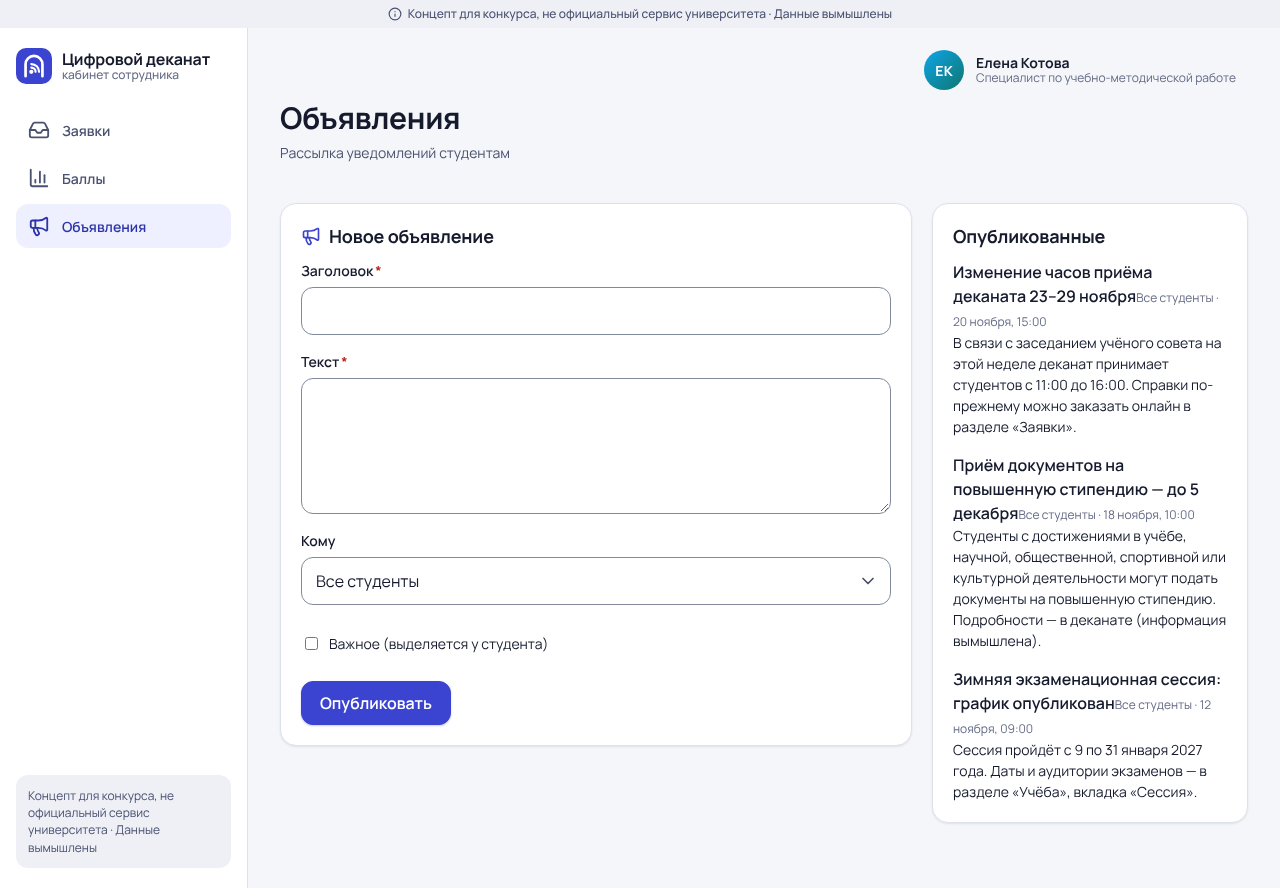 Концепт для конкурса, не официальный сервис университета · Данные вымышлены
Цифровой деканат
кабинет сотрудника
Заявки
Баллы
Объявления
Концепт для конкурса, не
официальный сервис
университета · Данные
вымышлены
ЕК
Елена Котова
Специалист по учебно-методической работе
Объявления
Рассылка уведомлений студентам
Новое объявление
Заголовок *
Текст *
Кому
Все студенты
Важное (выделяется у студента)
Опубликовать
Опубликованные
Изменение часов приёма
деканата 23–29 ноябряВсе студенты ·
20 ноября, 15:00
В связи с заседанием учёного совета на
этой неделе деканат принимает
студентов с 11:00 до 16:00. Справки по-
прежнему можно заказать онлайн в
разделе «Заявки».
Приём документов на
повышенную стипендию — до 5
декабряВсе студенты · 18 ноября, 10:00
Студенты с достижениями в учёбе,
научной, общественной, спортивной или
культурной деятельности могут подать
документы на повышенную стипендию.
Подробности — в деканате (информация
вымышлена).
Зимняя экзаменационная сессия:
график опубликованВсе студенты · 12
ноября, 09:00
Сессия пройдёт с 9 по 31 января 2027
года. Даты и аудитории экзаменов — в
разделе «Учёба», вкладка «Сессия».